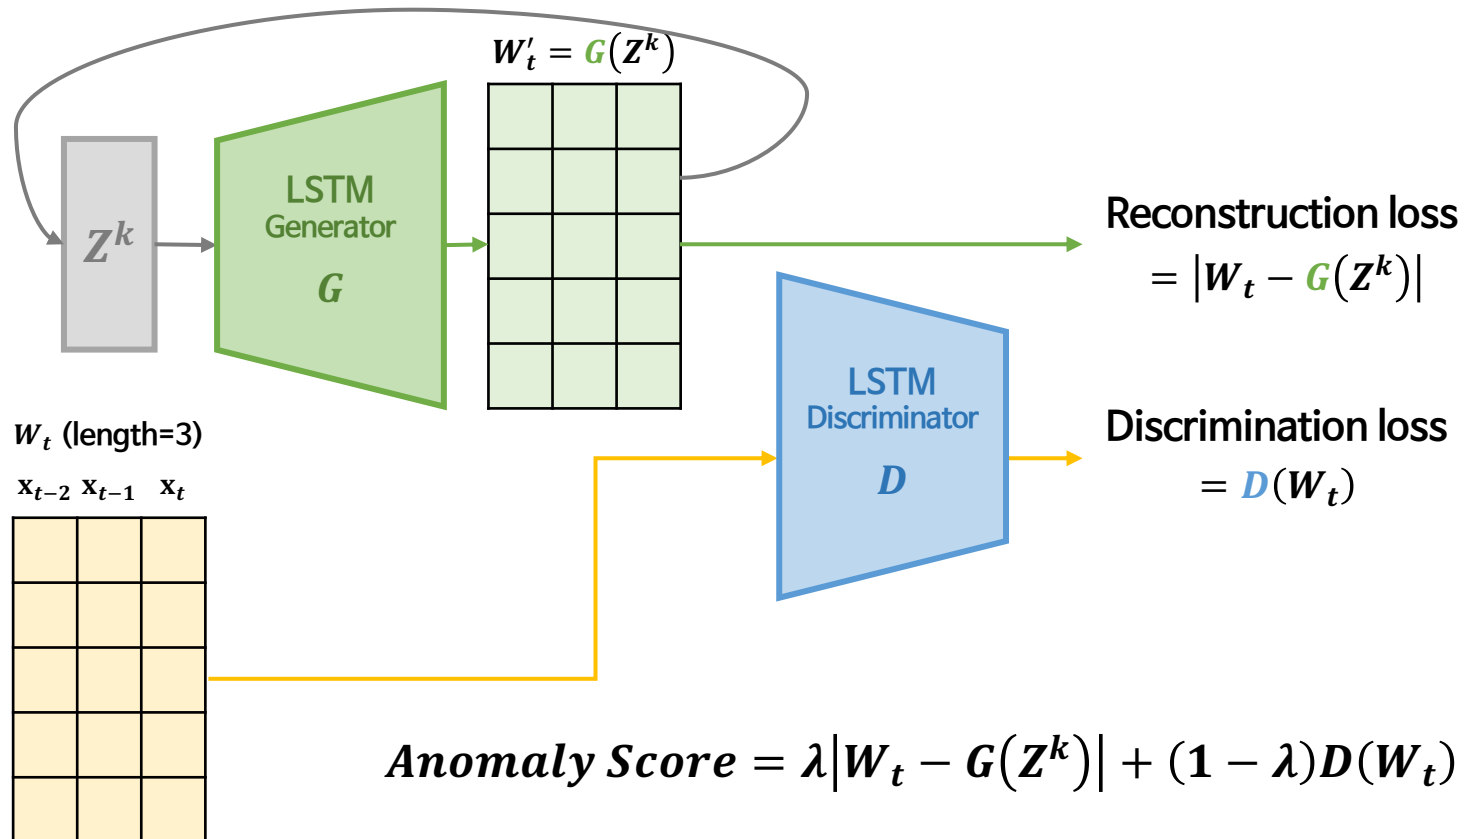 W′ₜ = G(Zᵏ)
Zᵏ
LSTM
Generator
G
Reconstruction loss
= |Wₜ − G(Zᵏ)|
LSTM
Discriminator
D
Discrimination loss
= D(Wₜ)
Wₜ (length=3)
xₜ₋₂ xₜ₋₁ xₜ
Anomaly Score = λ|Wₜ − G(Zᵏ)| + (1 − λ)D(Wₜ)